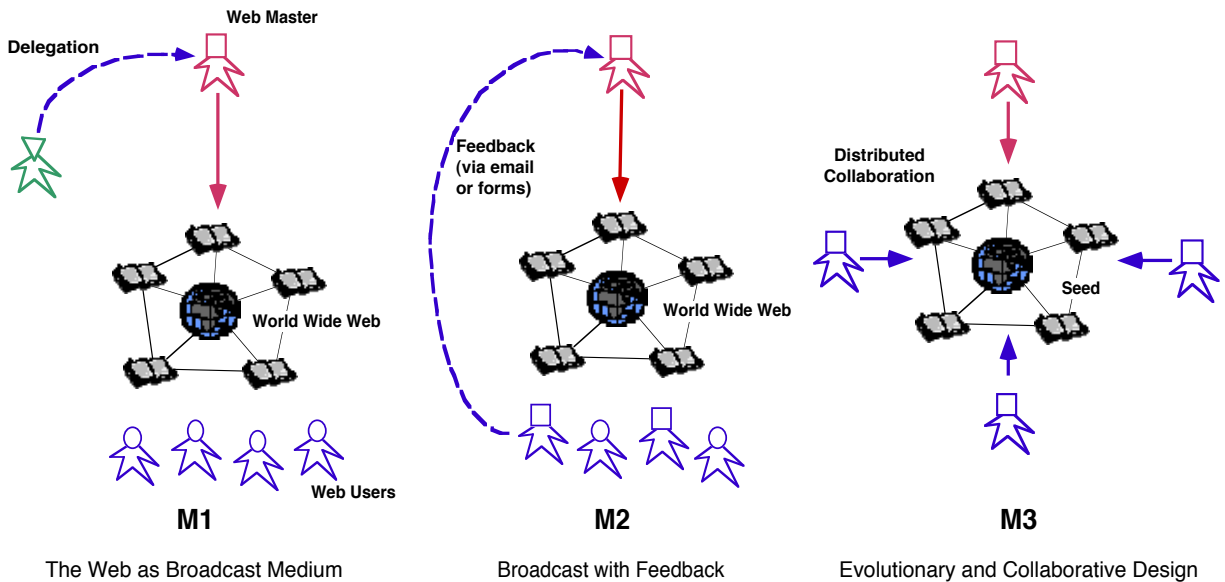 Web Master
Delegation
World Wide Web
Web Users
M1
The Web as Broadcast Medium
Feedback
(via email
or forms)
World Wide Web
M2
Broadcast with Feedback
Distributed
Collaboration
Seed
M3
Evolutionary and Collaborative Design